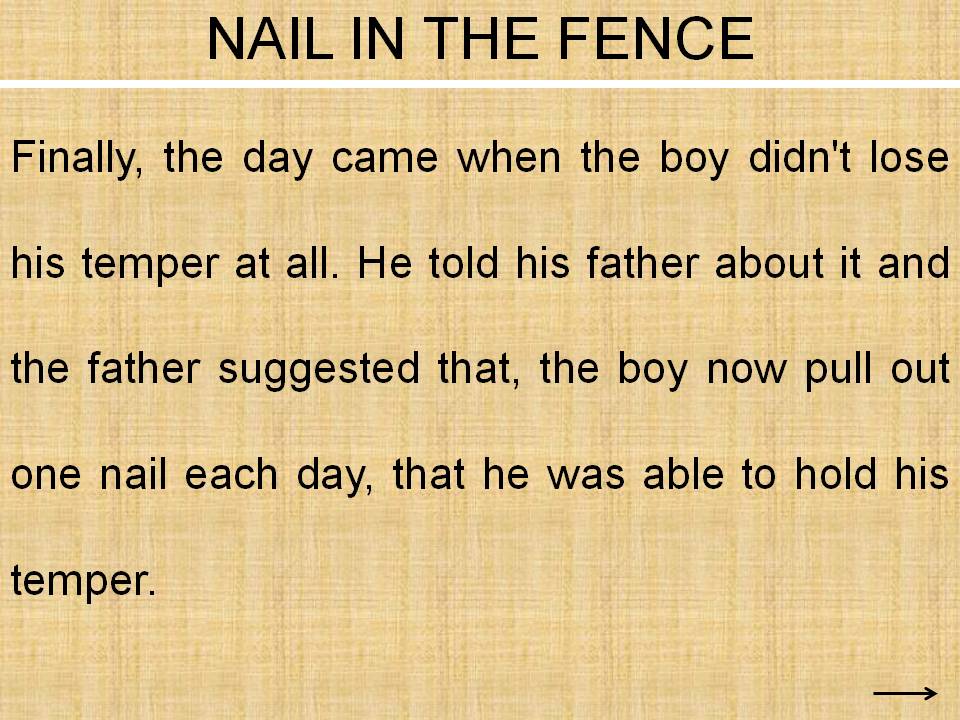 NAIL IN THE FENCE
Finally, the day came when the boy didn't lose
his temper at all. He told his father about it and
the father suggested that, the boy now pull out
one nail each day, that he was able to hold his
temper.